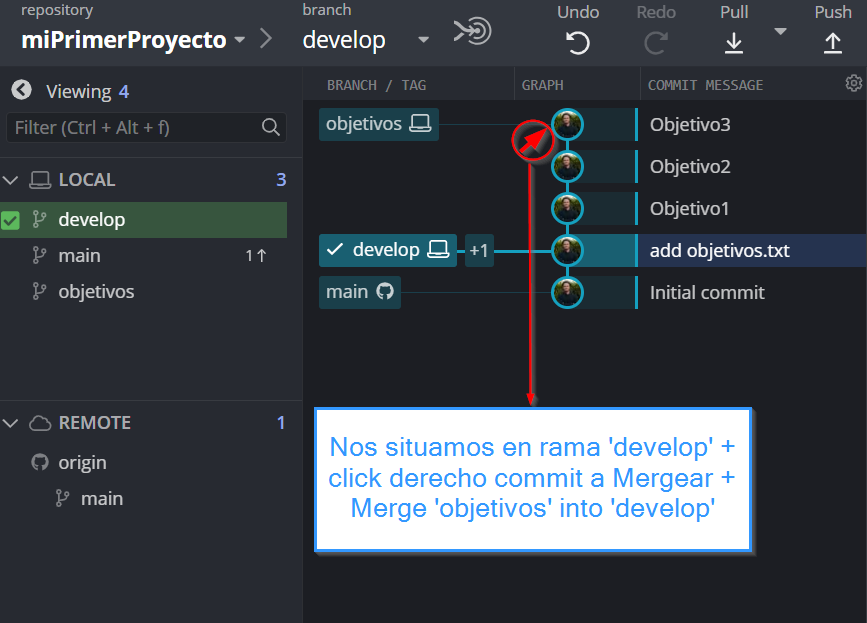 repository
branch
Undo
Redo
Pull
Push
miPrimerProyecto
develop
Viewing 4
Filter (Ctrl + Alt + f)
LOCAL 3
develop
main 1
objetivos
REMOTE 1
origin
main
BRANCH / TAG GRAPH COMMIT MESSAGE
objetivos Objetivo3
Objetivo2
Objetivo1
develop +1 add objetivos.txt
main Initial commit
Nos situamos en rama 'develop' +
click derecho commit a Mergear +
Merge 'objetivos' into 'develop'